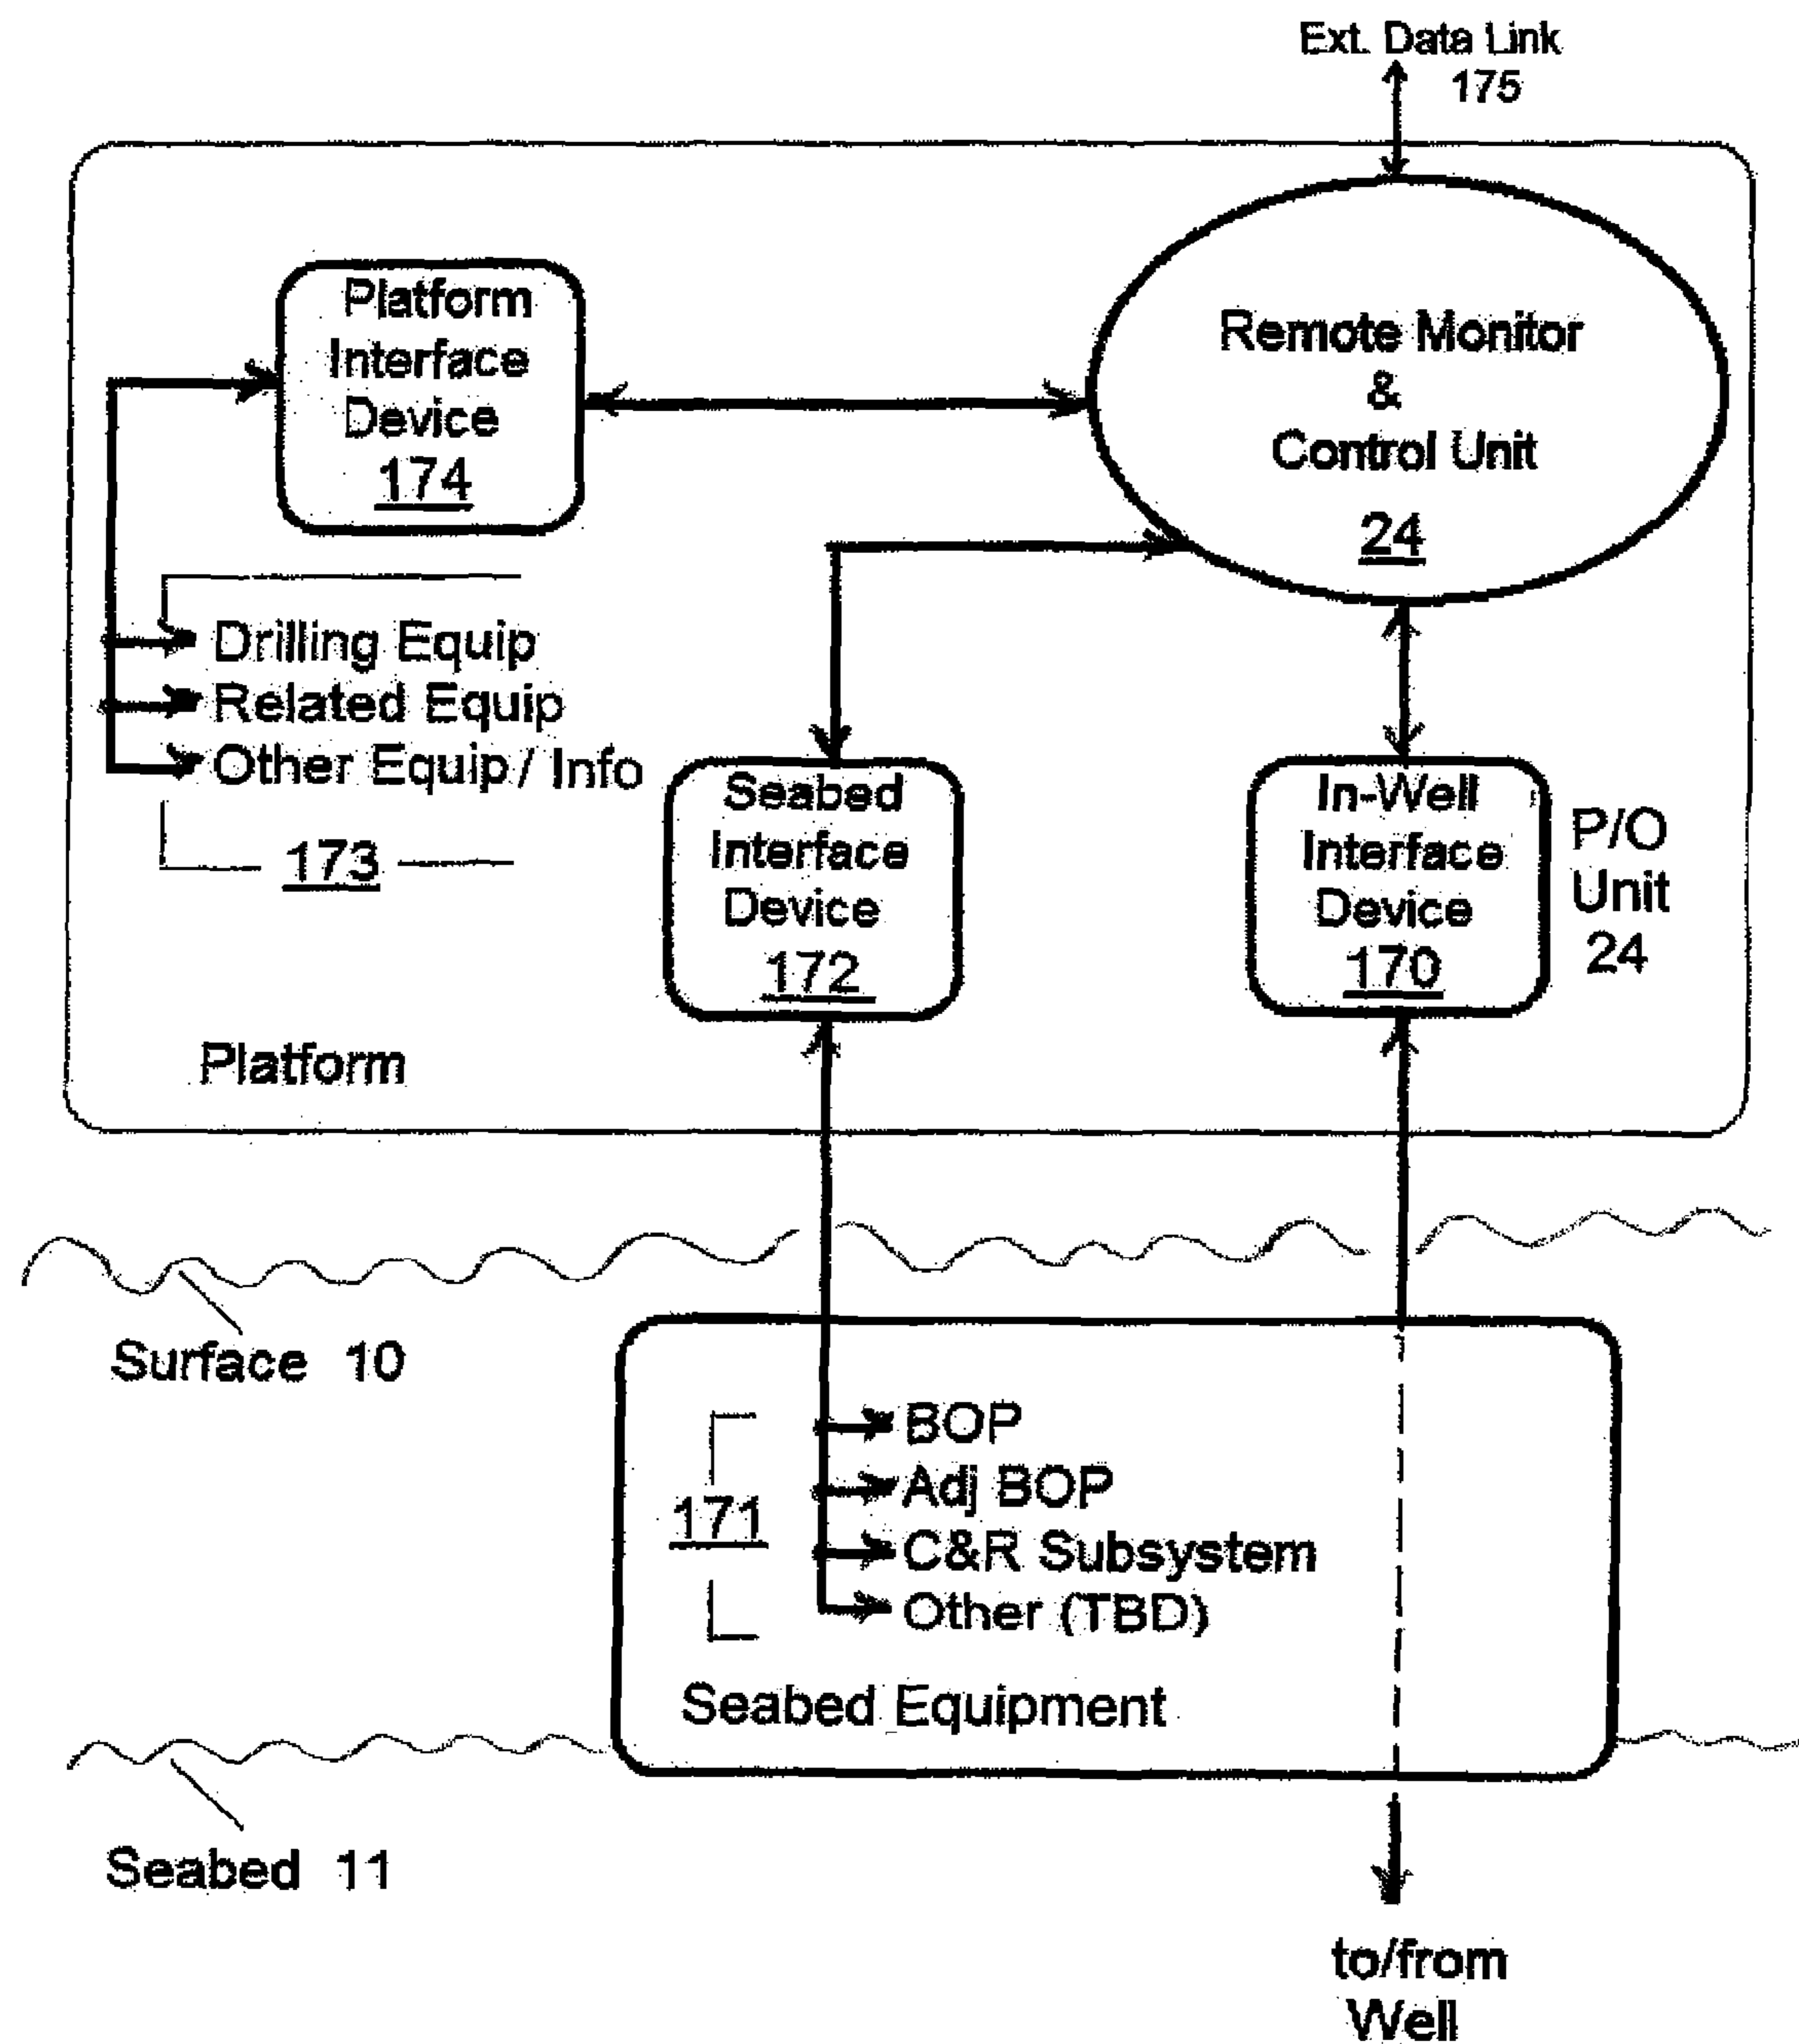 Ext. Data Link
175
Platform
Interface
Device
174
Remote Monitor
&
Control Unit
24
Drilling Equip
Related Equip
Other Equip / Info
173
Seabed
Interface
Device
172
In-Well
Interface
Device
170
P/O
Unit
24
Platform
Surface 10
171
BOP
Adj BOP
C&R Subsystem
Other (TBD)
Seabed Equipment
Seabed 11
to/from
Well